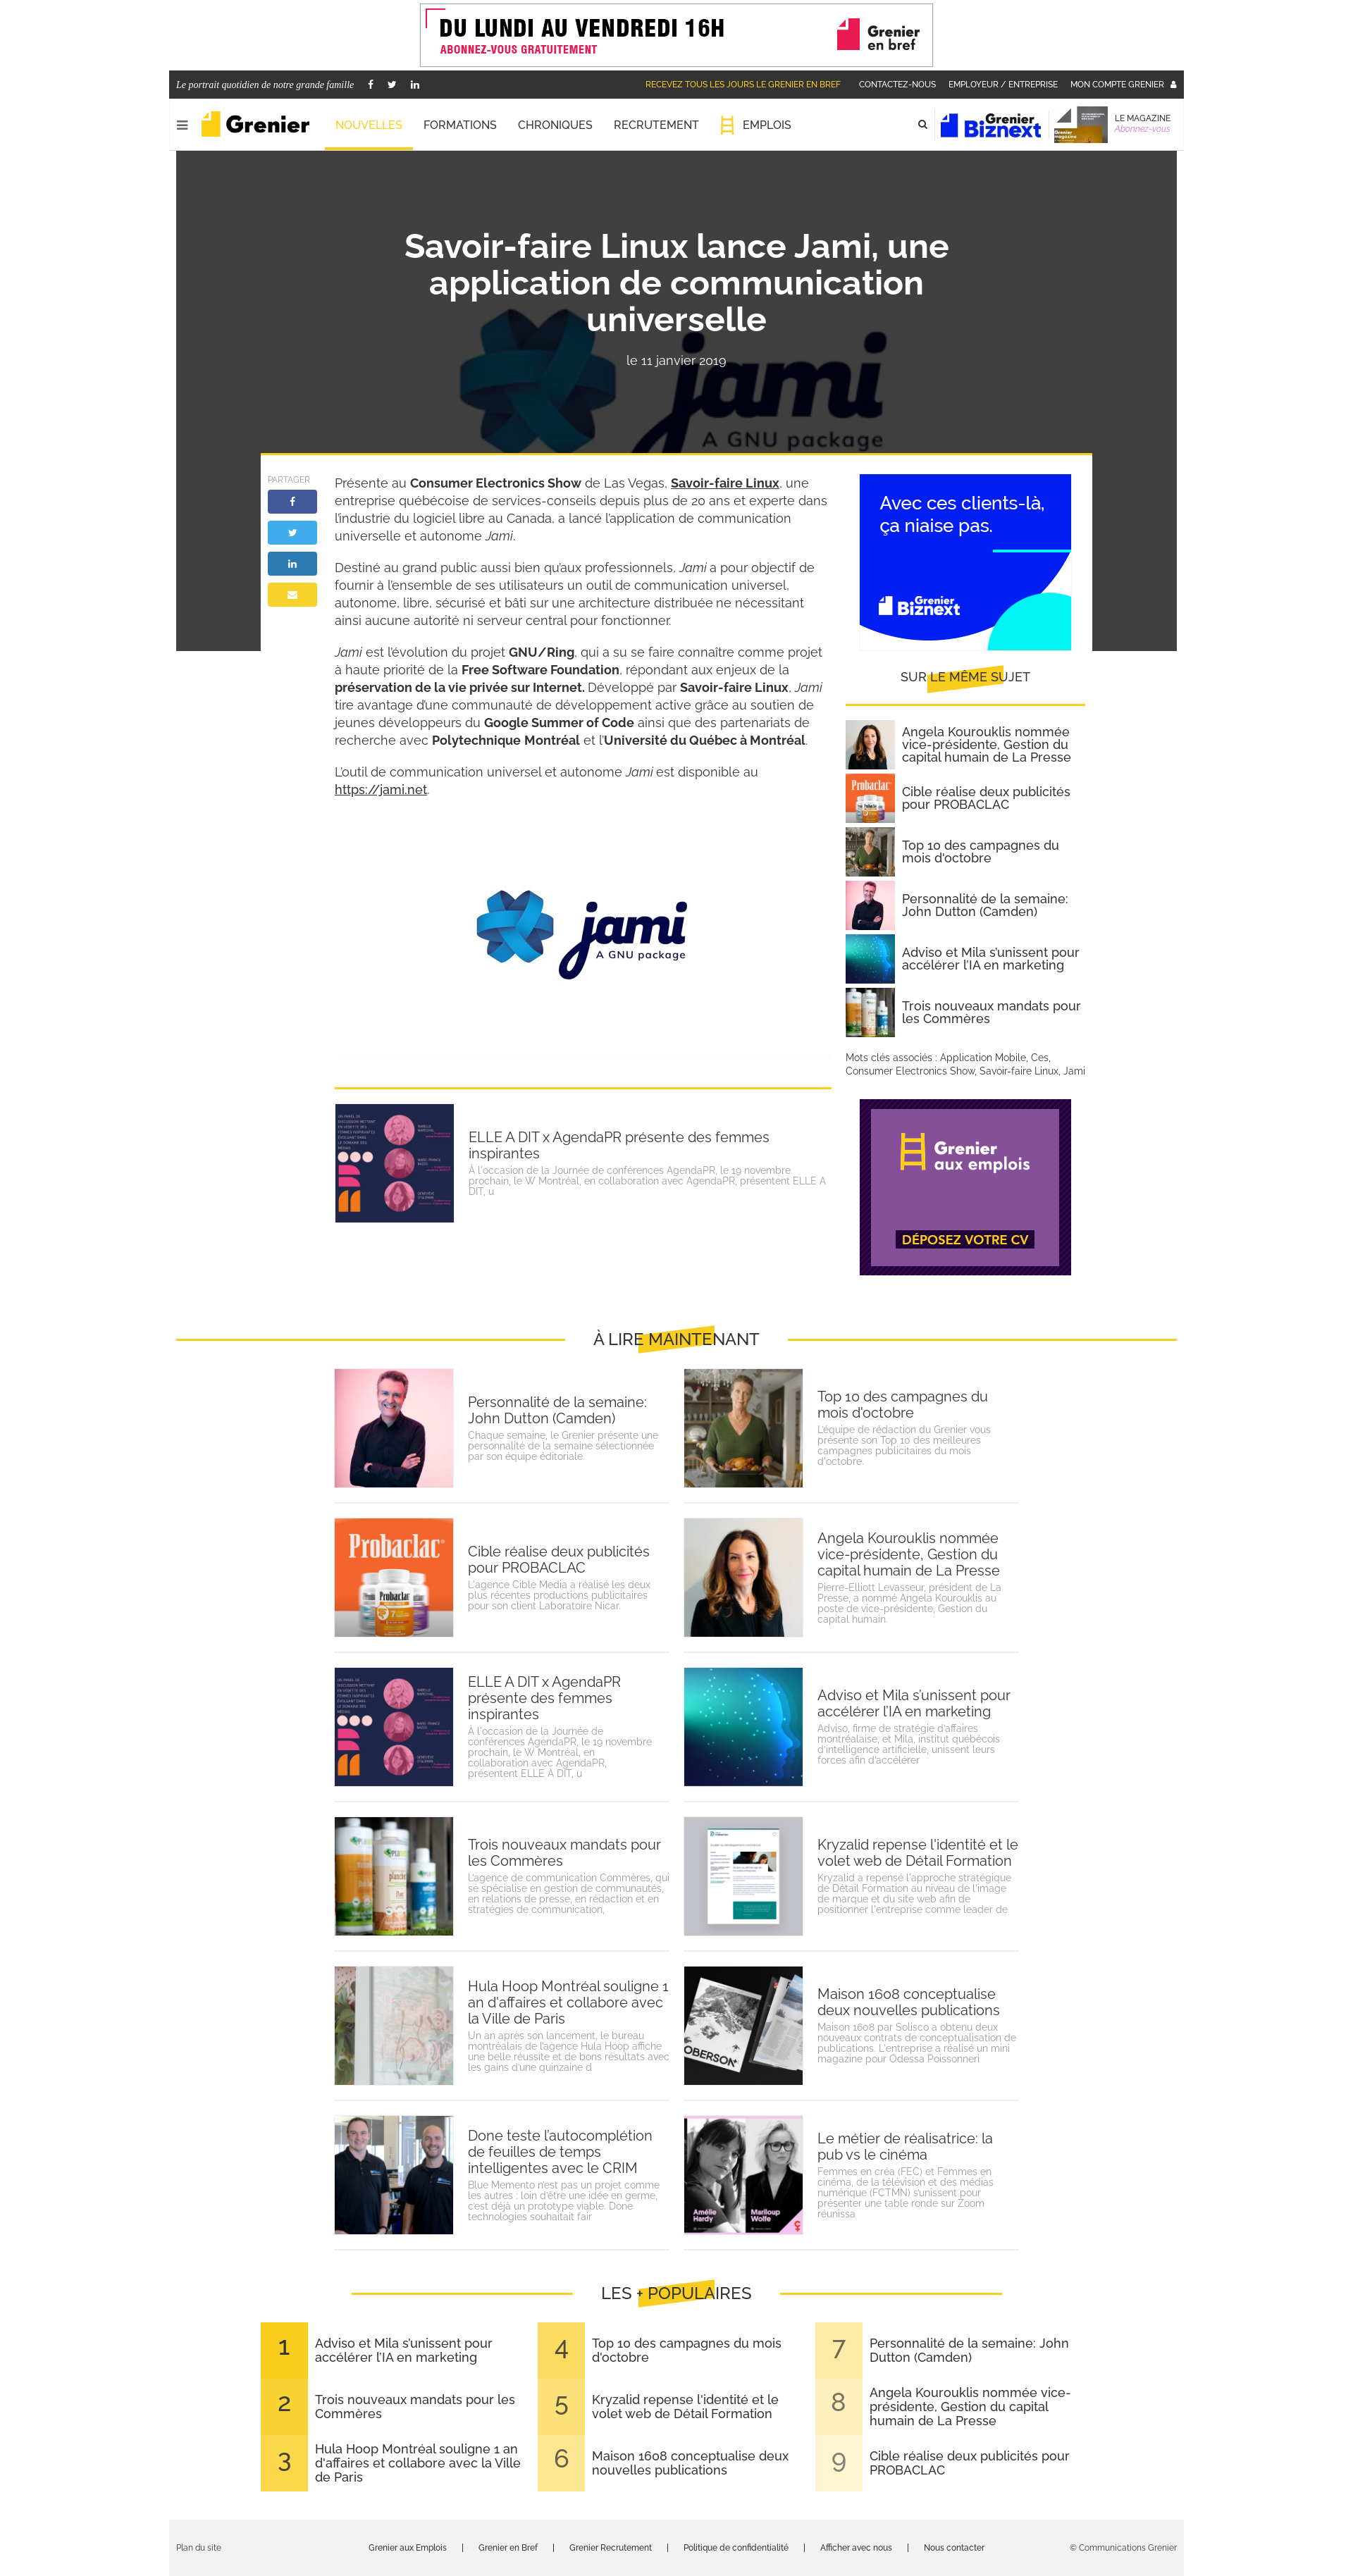 DU LUNDI AU VENDREDI 16H
ABONNEZ-VOUS GRATUITEMENT
Grenier
en bref
Le portrait quotidien de notre grande famille
RECEVEZ TOUS LES JOURS LE GRENIER EN BREF
CONTACTEZ-NOUS
EMPLOYEUR / ENTREPRISE
MON COMPTE GRENIER
Grenier
NOUVELLES
FORMATIONS
CHRONIQUES
RECRUTEMENT
EMPLOIS
Grenier
Biznext
LE MAGAZINE
Abonnez-vous
Savoir-faire Linux lance Jami, une
application de communication
universelle
le 11 janvier 2019
jami
A GNU package
PARTAGER
Présente au Consumer Electronics Show de Las Vegas, Savoir-faire Linux, une
entreprise québécoise de services-conseils depuis plus de 20 ans et experte dans
l'industrie du logiciel libre au Canada, a lancé l'application de communication
universelle et autonome Jami.
Destiné au grand public aussi bien qu'aux professionnels, Jami a pour objectif de
fournir à l'ensemble de ses utilisateurs un outil de communication universel,
autonome, libre, sécurisé et bâti sur une architecture distribuée ne nécessitant
ainsi aucune autorité ni serveur central pour fonctionner.
Jami est l'évolution du projet GNU/Ring, qui a su se faire connaître comme projet
à haute priorité de la Free Software Foundation, répondant aux enjeux de la
préservation de la vie privée sur Internet. Développé par Savoir-faire Linux, Jami
tire avantage d'une communauté de développement active grâce au soutien de
jeunes développeurs du Google Summer of Code ainsi que des partenariats de
recherche avec Polytechnique Montréal et l'Université du Québec à Montréal.
L'outil de communication universel et autonome Jami est disponible au
https://jami.net.
jami
A GNU package
Avec ces clients-là,
ça niaise pas.
Grenier
Biznext
SUR LE MÊME SUJET
Angela Kourouklis nommée
vice-présidente, Gestion du
capital humain de La Presse
Cible réalise deux publicités
pour PROBACLAC
Top 10 des campagnes du
mois d'octobre
Personnalité de la semaine:
John Dutton (Camden)
Adviso et Mila s'unissent pour
accélérer l'IA en marketing
Trois nouveaux mandats pour
les Commères
Mots clés associés : Application Mobile, Ces,
Consumer Electronics Show, Savoir-faire Linux, Jami
Grenier
aux emplois
DÉPOSEZ VOTRE CV
ELLE A DIT x AgendaPR présente des femmes
inspirantes
À l'occasion de la Journée de conférences AgendaPR, le 19 novembre
prochain, le W Montréal, en collaboration avec AgendaPR, présentent ELLE A
DIT, u
À LIRE MAINTENANT
Personnalité de la semaine:
John Dutton (Camden)
Chaque semaine, le Grenier présente une
personnalité de la semaine sélectionnée
par son équipe éditoriale.
Top 10 des campagnes du
mois d'octobre
L'équipe de rédaction du Grenier vous
présente son Top 10 des meilleures
campagnes publicitaires du mois
d'octobre.
Probaclac
Cible réalise deux publicités
pour PROBACLAC
L'agence Cible Media a réalisé les deux
plus récentes productions publicitaires
pour son client Laboratoire Nicar.
Angela Kourouklis nommée
vice-présidente, Gestion du
capital humain de La Presse
Pierre-Elliott Levasseur, président de La
Presse, a nommé Angela Kourouklis au
poste de vice-présidente, Gestion du
capital humain.
ELLE A DIT x AgendaPR
présente des femmes
inspirantes
À l'occasion de la Journée de
conférences AgendaPR, le 19 novembre
prochain, le W Montréal, en
collaboration avec AgendaPR,
présentent ELLE A DIT, u
Adviso et Mila s'unissent pour
accélérer l'IA en marketing
Adviso, firme de stratégie d'affaires
montréalaise, et Mila, institut québécois
d'intelligence artificielle, unissent leurs
forces afin d'accélérer
Trois nouveaux mandats pour
les Commères
L'agence de communication Commères, qui
se spécialise en gestion de communautés,
en relations de presse, en rédaction et en
stratégies de communication,
Kryzalid repense l'identité et le
volet web de Détail Formation
Kryzalid a repensé l'approche stratégique
de Détail Formation au niveau de l'image
de marque et du site web afin de
positionner l'entreprise comme leader de
Hula Hoop Montréal souligne 1
an d'affaires et collabore avec
la Ville de Paris
Un an après son lancement, le bureau
montréalais de l'agence Hula Hoop affiche
une belle réussite et de bons résultats avec
les gains d'une quinzaine d
OBERSON
Maison 1608 conceptualise
deux nouvelles publications
Maison 1608 par Solisco a obtenu deux
nouveaux contrats de conceptualisation de
publications. L'entreprise a réalisé un mini
magazine pour Odessa Poissonneri
Done teste l'autocomplétion
de feuilles de temps
intelligentes avec le CRIM
Blue Memento n'est pas un projet comme
les autres : loin d'être une idée en germe,
c'est déjà un prototype viable. Done
technologies souhaitait fair
Amélie
Hardy
Mariloup
Wolfe
Le métier de réalisatrice: la
pub vs le cinéma
Femmes en créa (FEC) et Femmes en
cinéma, de la télévision et des médias
numérique (FCTMN) s'unissent pour
présenter une table ronde sur Zoom
réunissa
LES + POPULAIRES
1
Adviso et Mila s'unissent pour
accélérer l'IA en marketing
2
Trois nouveaux mandats pour les
Commères
3
Hula Hoop Montréal souligne 1 an
d'affaires et collabore avec la Ville
de Paris
4
Top 10 des campagnes du mois
d'octobre
5
Kryzalid repense l'identité et le
volet web de Détail Formation
6
Maison 1608 conceptualise deux
nouvelles publications
7
Personnalité de la semaine: John
Dutton (Camden)
8
Angela Kourouklis nommée vice-
présidente, Gestion du capital
humain de La Presse
9
Cible réalise deux publicités pour
PROBACLAC
Plan du site
Grenier aux Emplois | Grenier en Bref | Grenier Recrutement | Politique de confidentialité | Afficher avec nous | Nous contacter
© Communications Grenier